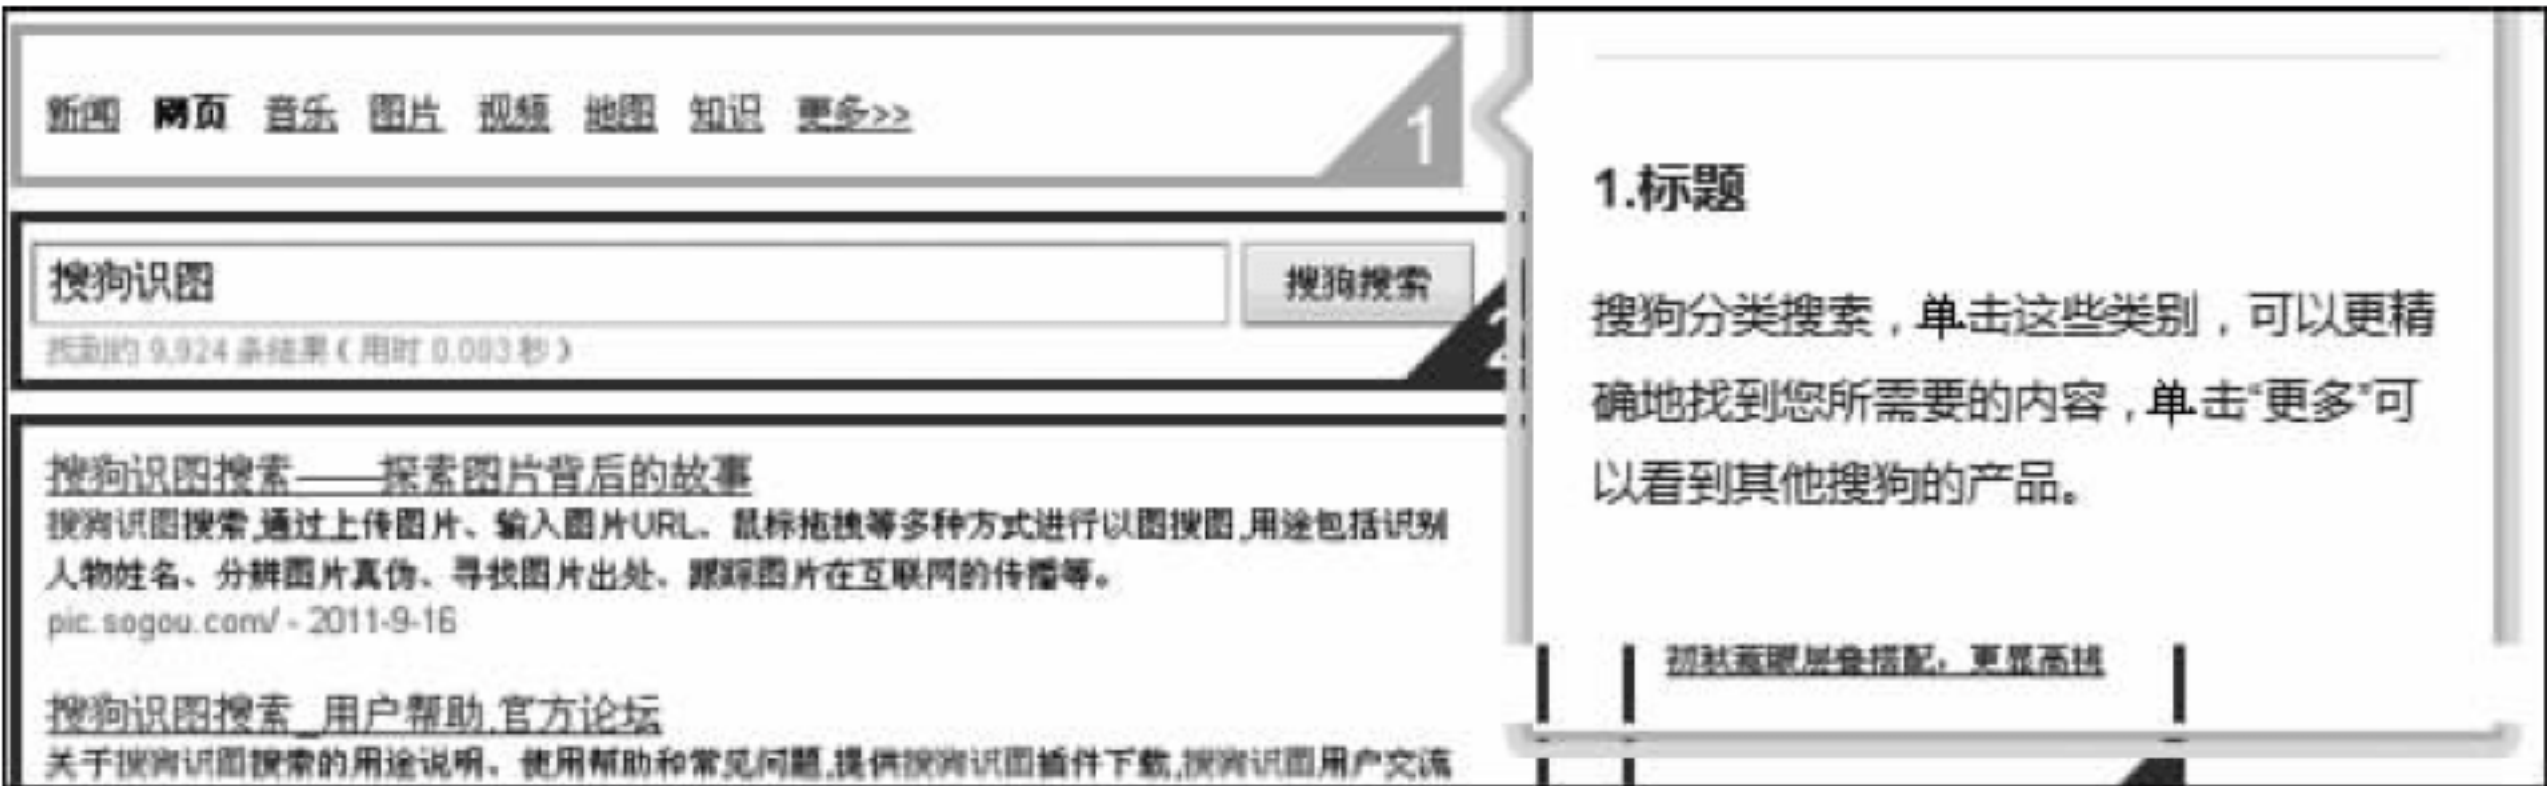 新闻 网页 音乐 图片 视频 地图 知识 更多>>
1
搜狗识图
搜狗搜索
找到约 9,924 条结果（用时 0.003 秒）
2
搜狗识图搜索——探索图片背后的故事
搜狗识图搜索,通过上传图片、输入图片URL、鼠标拖拽等多种方式进行以图搜图,用途包括识别
人物姓名、分辨图片真伪、寻找图片出处、跟踪图片在互联网的传播等。
pic.sogou.com/ - 2011-9-16
搜狗识图搜索_用户帮助,官方论坛
关于搜狗识图搜索的用途说明、使用帮助和常见问题,提供搜狗识图插件下载,搜狗识图用户交流
1.标题
搜狗分类搜索，单击这些类别，可以更精
确地找到您所需要的内容，单击“更多”可
以看到其他搜狗的产品。
层叠搭配，更显高挑